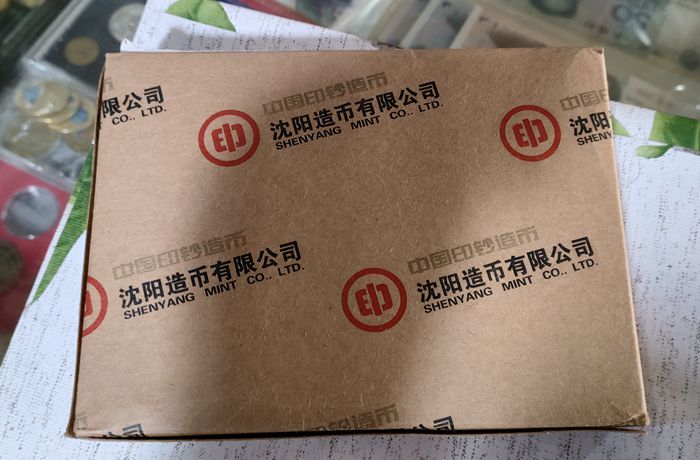 限公司
CO., LTD.
中国印钞造币
沈阳造币有限公司
SHENYANG MINT CO., LTD.
中国
沈阳
SHEN
中国印钞造币
沈阳造币有限公司
SHENYANG MINT CO., LTD.
中国印钞造币
沈阳造币有限公司
SHENYANG MINT CO., LTD.